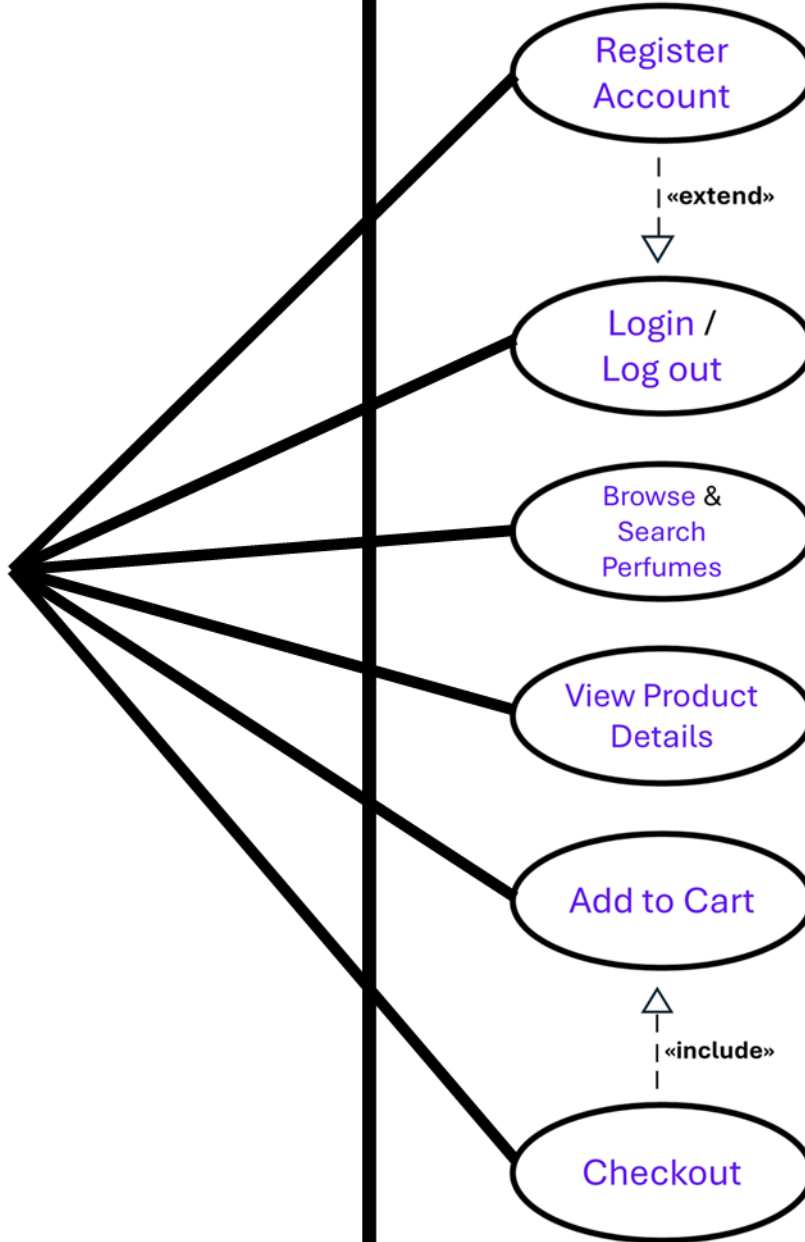 Register
Account
«extend»
Login /
Log out
Browse &
Search
Perfumes
View Product
Details
Add to Cart
«include»
Checkout